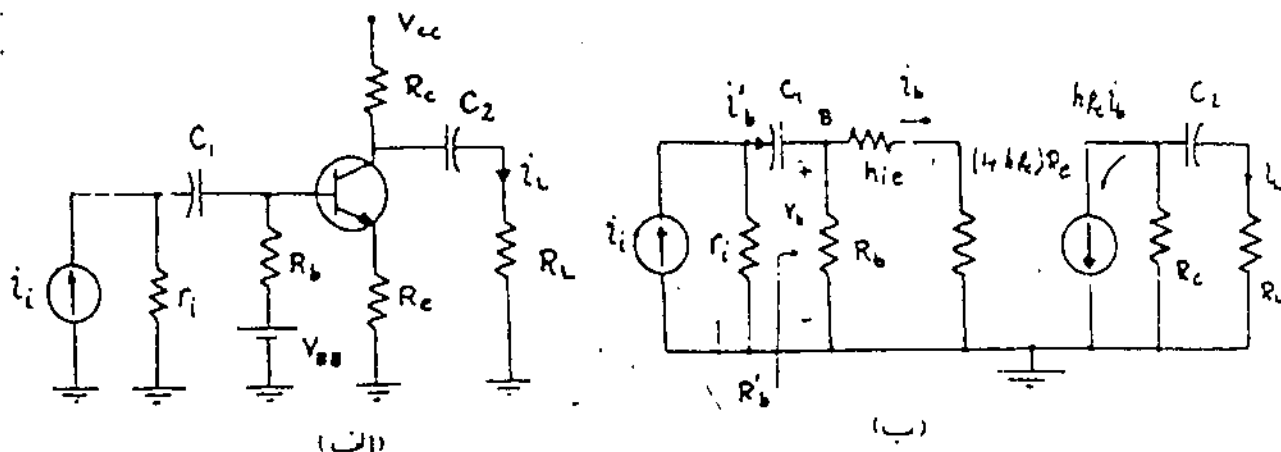 Vcc
Rc
C2
C1
iL
RL
Rb
Re
ii
ri
VBB
(الف)
i'b
C1
B
ib
hie
(1+hfe)Re
hfe ib
C2
iL
ii
ri
+
vb
Rb
-
Rc
RL
R'b
(ب)